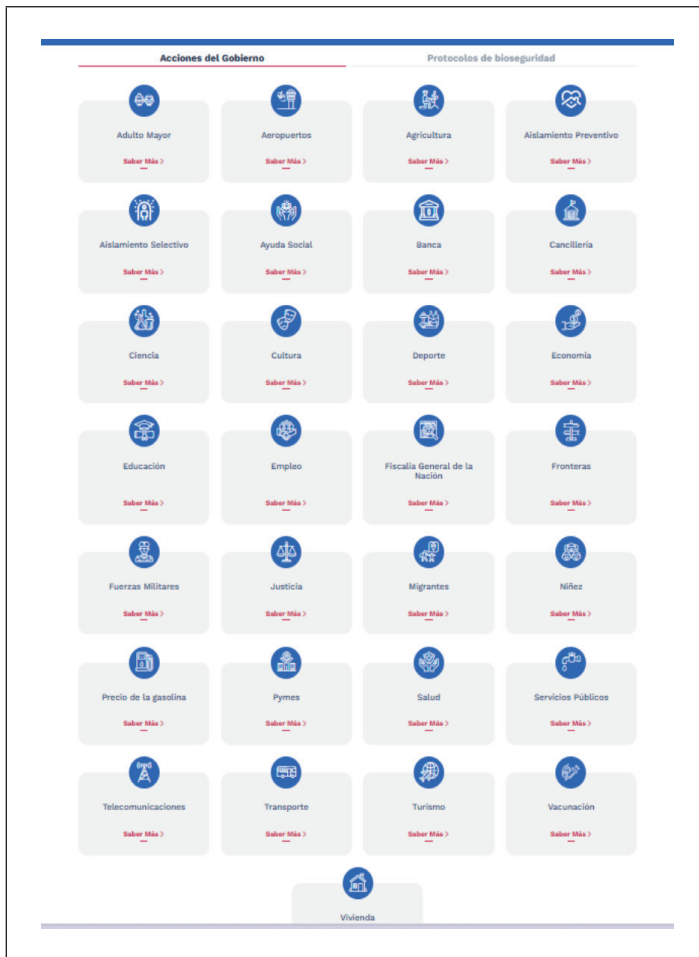 Acciones del Gobierno
Protocolos de bioseguridad
Adulto Mayor
Aeropuertos
Agricultura
Aislamiento Preventivo
Saber Más >
Saber Más >
Saber Más >
Saber Más >
Aislamiento Selectivo
Ayuda Social
Banca
Cancillería
Saber Más >
Saber Más >
Saber Más >
Saber Más >
Ciencia
Cultura
Deporte
Economía
Saber Más >
Saber Más >
Saber Más >
Saber Más >
Educación
Empleo
Fiscalía General de la
Nación
Fronteras
Saber Más >
Saber Más >
Saber Más >
Saber Más >
Fuerzas Militares
Justicia
Migrantes
Niñez
Saber Más >
Saber Más >
Saber Más >
Saber Más >
Precio de la gasolina
Pymes
Salud
Servicios Públicos
Saber Más >
Saber Más >
Saber Más >
Saber Más >
Telecomunicaciones
Transporte
Turismo
Vacunación
Saber Más >
Saber Más >
Saber Más >
Saber Más >
Vivienda